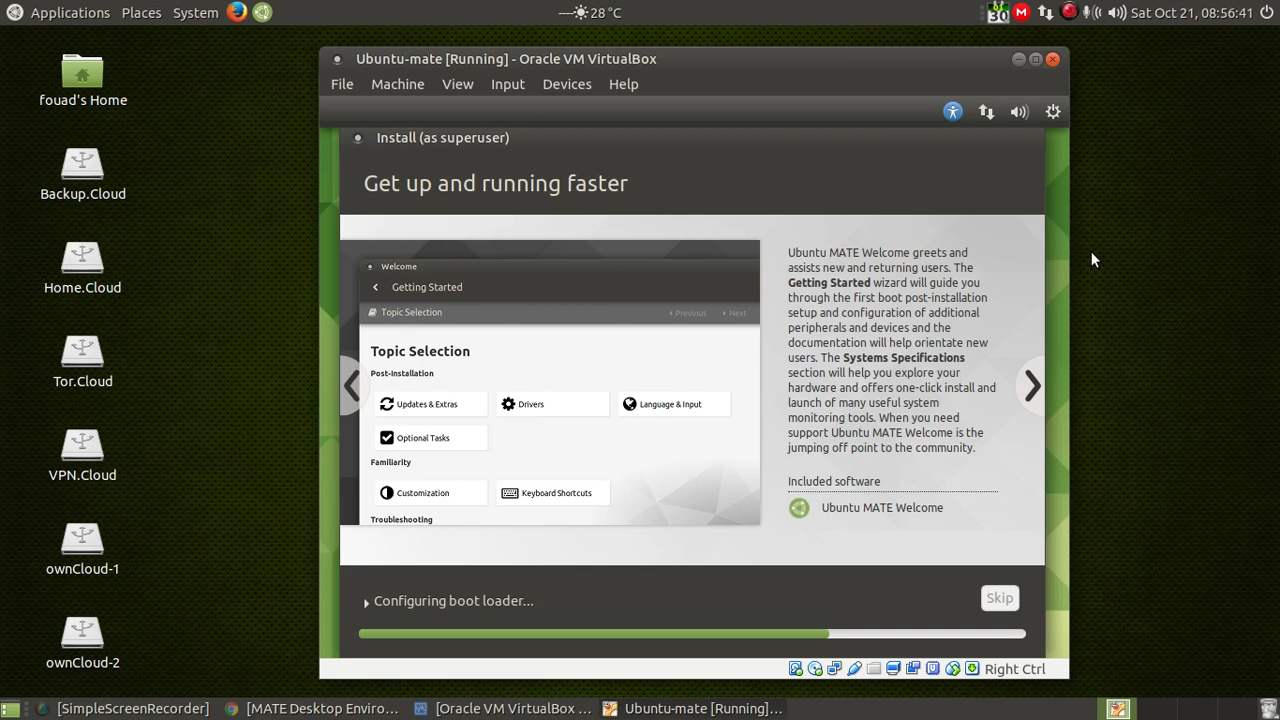 Applications Places System
28 °C
30
M
Sat Oct 21, 08:56:41
fouad's Home
Backup.Cloud
Home.Cloud
Tor.Cloud
VPN.Cloud
ownCloud-1
ownCloud-2
Ubuntu-mate [Running] - Oracle VM VirtualBox
File Machine View Input Devices Help
Install (as superuser)
Get up and running faster
Welcome
Getting Started
Topic Selection
Previous Next
Topic Selection
Post-Installation
Updates & Extras Drivers Language & Input
Optional Tasks
Familiarity
Customization Keyboard Shortcuts
Troubleshooting
Ubuntu MATE Welcome greets and
assists new and returning users. The
Getting Started wizard will guide you
through the first boot post-installation
setup and configuration of additional
peripherals and devices and the
documentation will help orientate new
users. The Systems Specifications
section will help you explore your
hardware and offers one-click install and
launch of many useful system
monitoring tools. When you need
support Ubuntu MATE Welcome is the
jumping off point to the community.
Included software
Ubuntu MATE Welcome
Configuring boot loader...
Skip
Right Ctrl
[SimpleScreenRecorder] [MATE Desktop Enviro... [Oracle VM VirtualBox ... Ubuntu-mate [Running]...